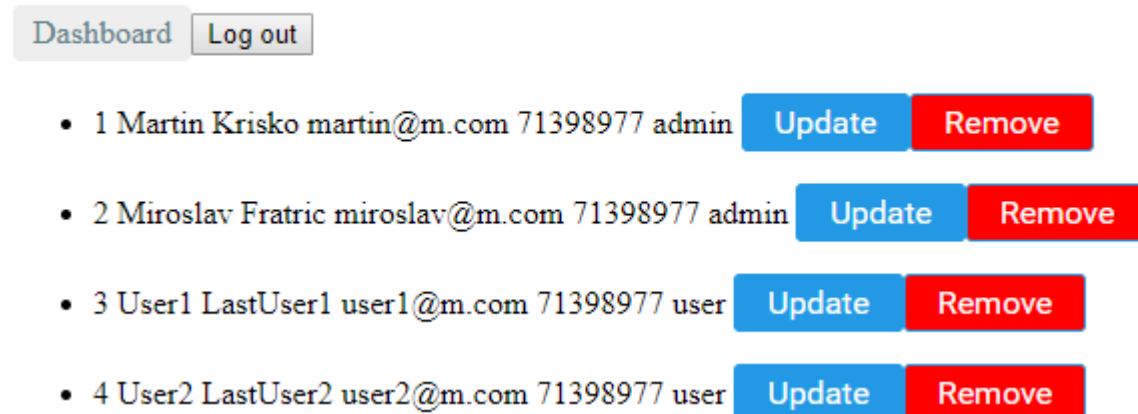 Dashboard Log out
1 Martin Krisko martin@m.com 71398977 admin Update Remove
2 Miroslav Fratric miroslav@m.com 71398977 admin Update Remove
3 User1 LastUser1 user1@m.com 71398977 user Update Remove
4 User2 LastUser2 user2@m.com 71398977 user Update Remove